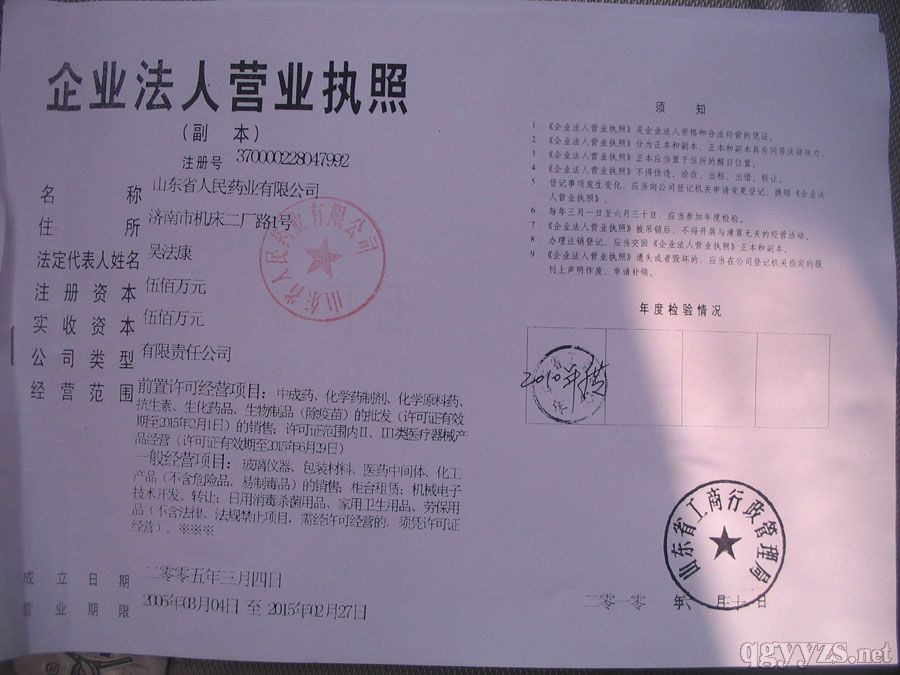 企业法人营业执照
（副 本）
注册号 370000228047992
名 称 山东省人民药业有限公司
住 所 济南市机床二厂路1号
法定代表人姓名 吴法康
注册资本 伍佰万元
实收资本 伍佰万元
公司类型 有限责任公司
经营范围 前置许可经营项目：中成药、化学药制剂、化学原料药、
抗生素、生化药品、生物制品（除疫苗）的批发（许可证有效
期至2015年2月1日）的销售；许可证范围内II、III类医疗器械产
品经营（许可证有效期至2015年6月29日）
一般经营项目：玻璃仪器、包装材料、医药中间体、化工
产品（不含危险品、易制毒品）的销售；柜台租赁；机械电子
技术开发、转让；日用消毒杀菌用品、家用卫生用品、劳保用
品（不含法律、法规禁止项目，需经许可经营的，须凭许可证
经营）。※※※
成立日期 二零零五年三月四日
营业期限 2005年03月04日 至 2015年02月27日
山东省人民药业有限公司
须 知
1 《企业法人营业执照》是企业法人资格和合法经营的凭证。
2 《企业法人营业执照》分为正本和副本，正本和副本具有同等法律效力。
3 《企业法人营业执照》正本应当置于住所的醒目位置。
4 《企业法人营业执照》不得伪造、涂改、出租、出借、转让。
5 登记事项发生变化，应当向公司登记机关申请变更登记，换领《企业法
人营业执照》。
6 每年三月一日至六月三十日，应当参加年度检验。
7 《企业法人营业执照》被吊销后，不得开展与清算无关的经营活动。
8 办理注销登记，应当交回《企业法人营业执照》正本和副本。
9 《企业法人营业执照》遗失或者毁坏的，应当在公司登记机关指定的报
刊上声明作废，申请补领。
年度检验情况
2010年
山东省工商行政管理局
二零一零 年 月 日
qgyyzs.net